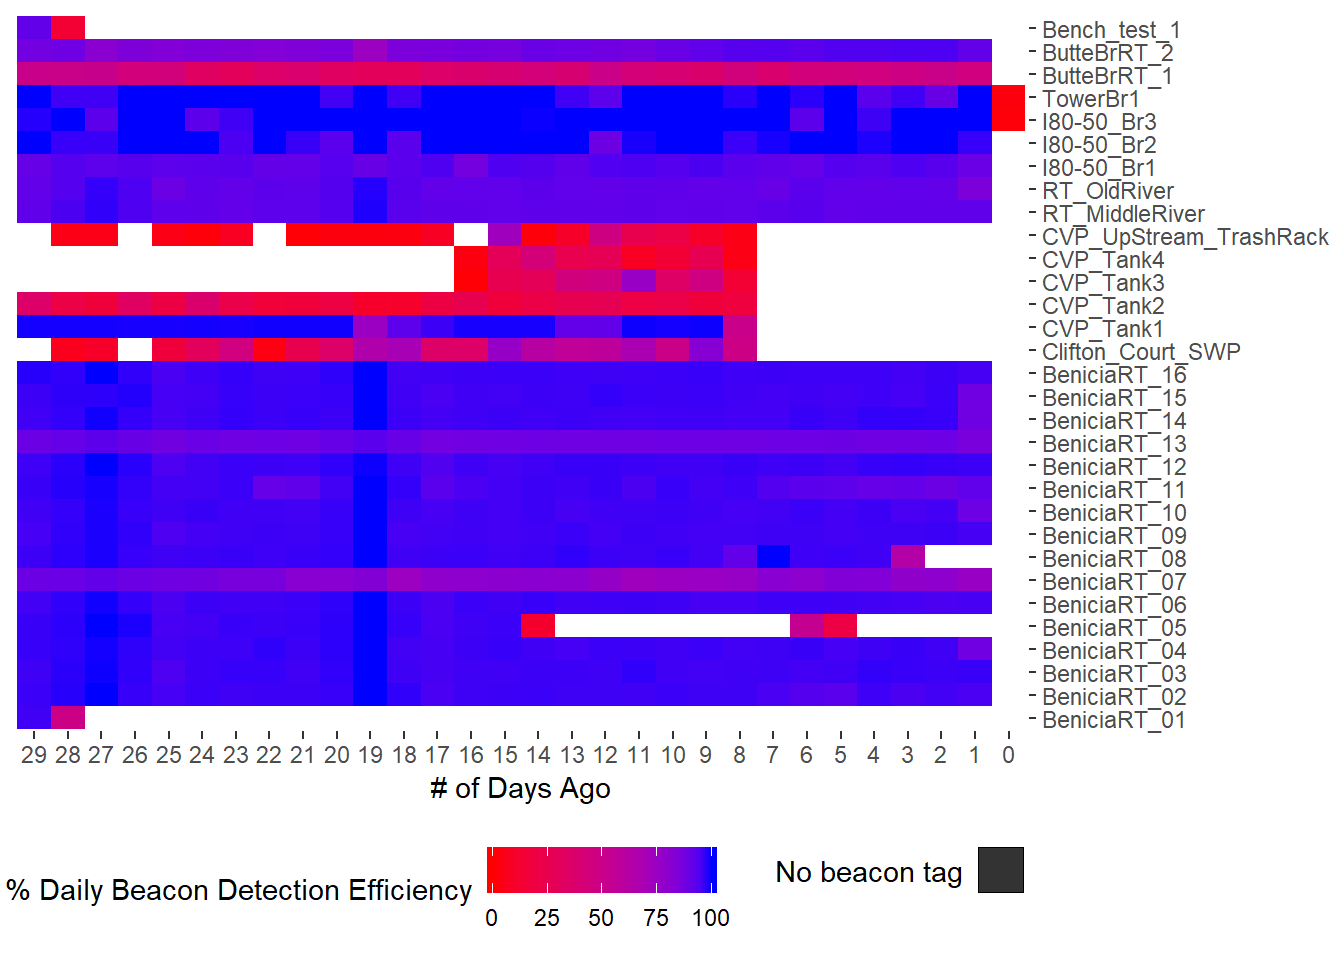 Bench_test_1
ButteBrRT_2
ButteBrRT_1
TowerBr1
I80-50_Br3
I80-50_Br2
I80-50_Br1
RT_OldRiver
RT_MiddleRiver
CVP_UpStream_TrashRack
CVP_Tank4
CVP_Tank3
CVP_Tank2
CVP_Tank1
Clifton_Court_SWP
BeniciaRT_16
BeniciaRT_15
BeniciaRT_14
BeniciaRT_13
BeniciaRT_12
BeniciaRT_11
BeniciaRT_10
BeniciaRT_09
BeniciaRT_08
BeniciaRT_07
BeniciaRT_06
BeniciaRT_05
BeniciaRT_04
BeniciaRT_03
BeniciaRT_02
BeniciaRT_01
29 28 27 26 25 24 23 22 21 20 19 18 17 16 15 14 13 12 11 10 9 8 7 6 5 4 3 2 1 0
# of Days Ago
% Daily Beacon Detection Efficiency
0 25 50 75 100
No beacon tag